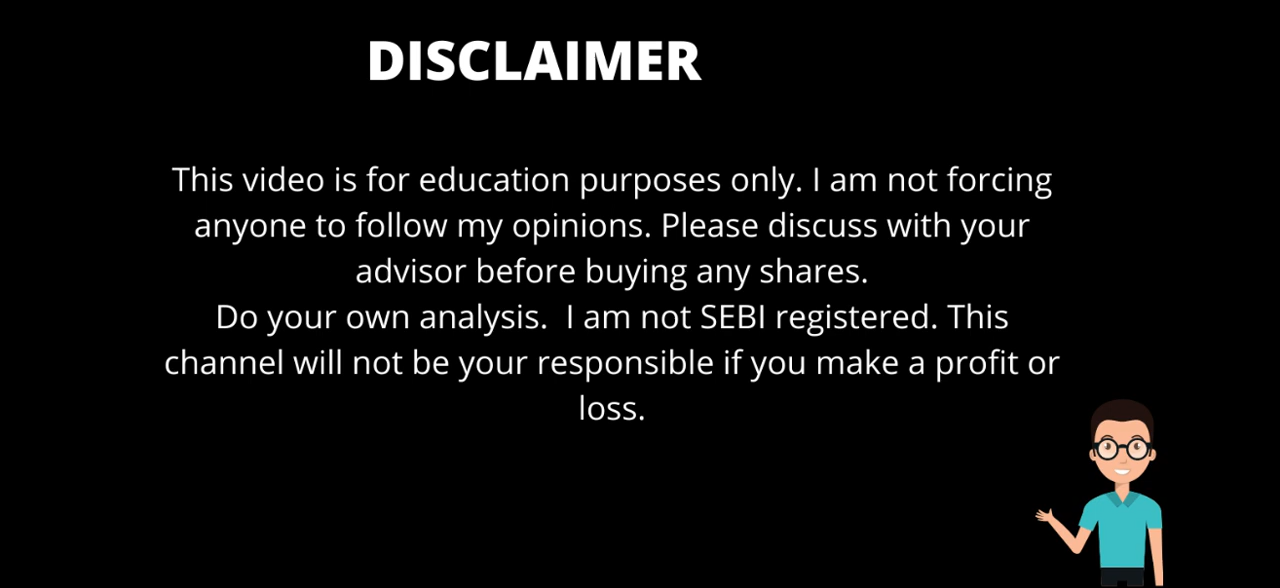 DISCLAIMER
This video is for education purposes only. I am not forcing
anyone to follow my opinions. Please discuss with your
advisor before buying any shares.
Do your own analysis.  I am not SEBI registered. This
channel will not be your responsible if you make a profit or
loss.